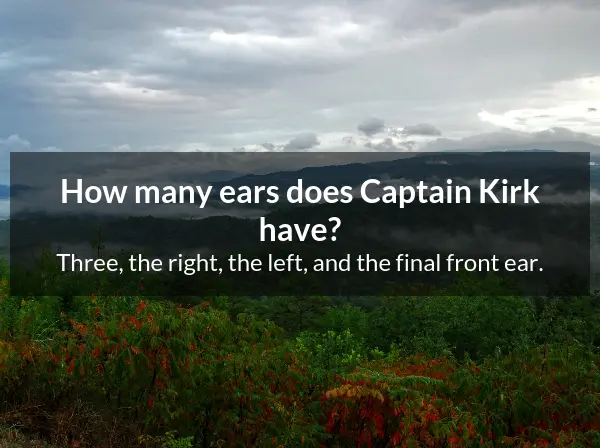 How many ears does Captain Kirk
have?
Three, the right, the left, and the final front ear.